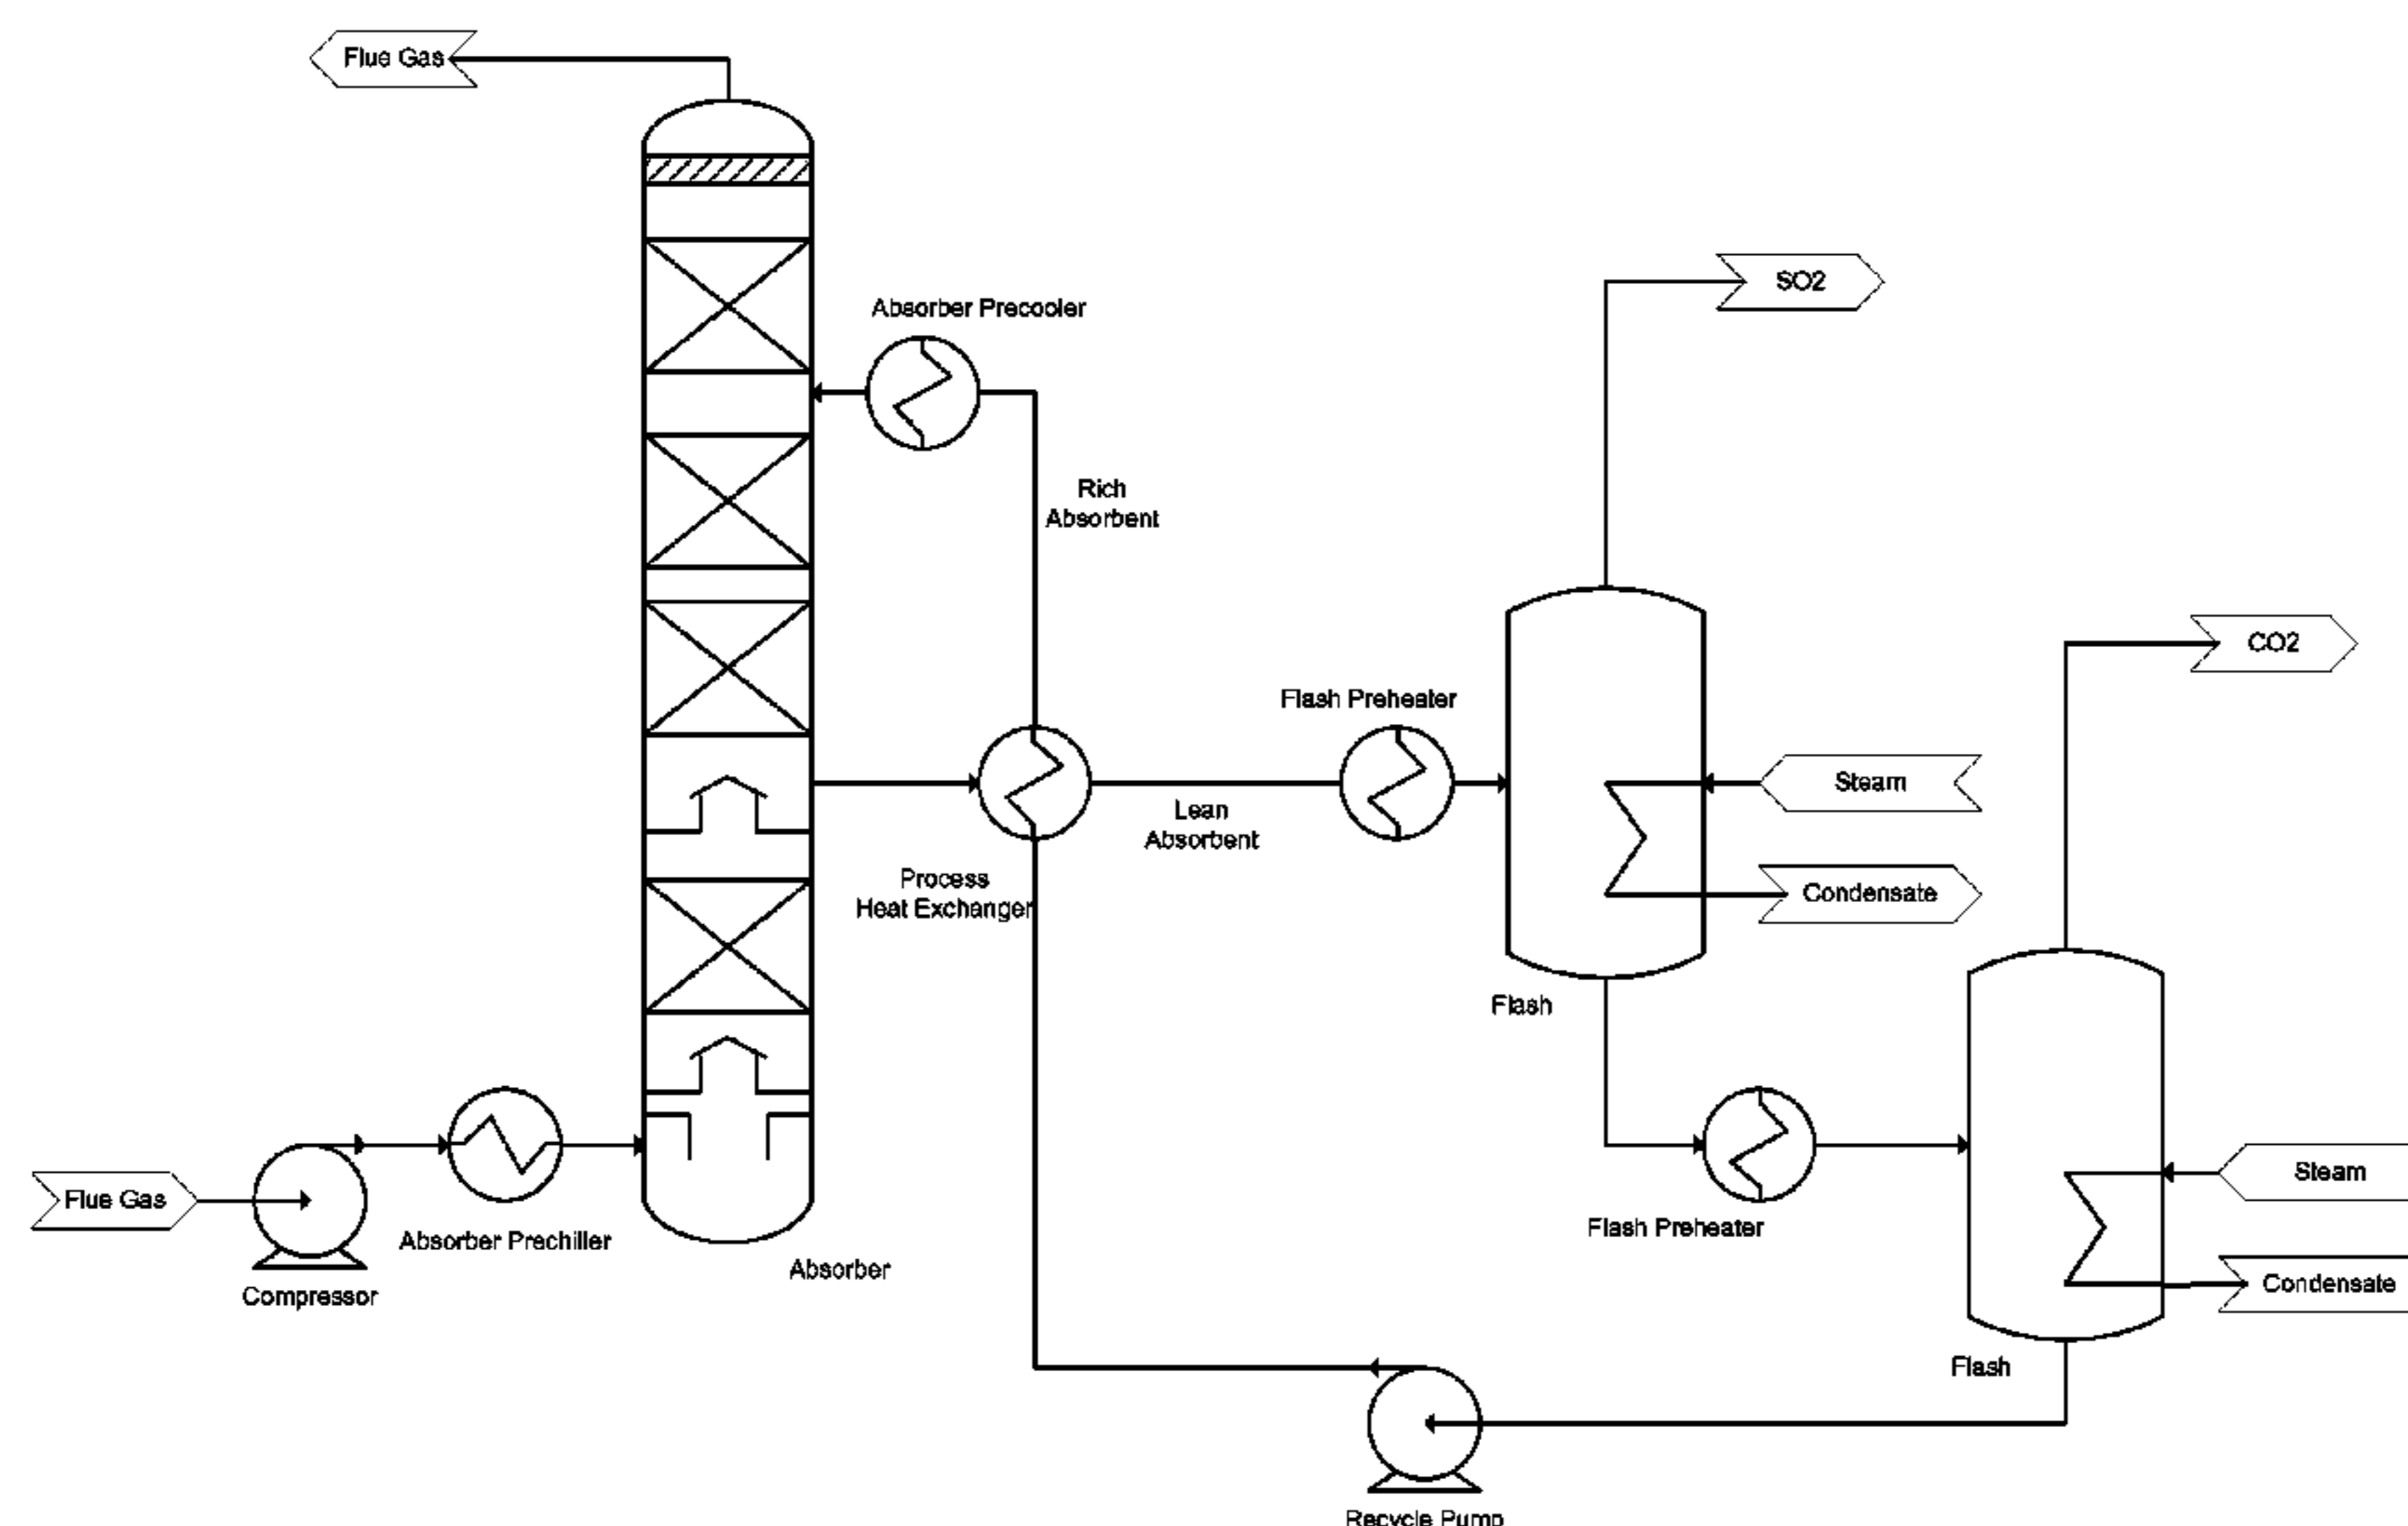 Flue Gas
SO2
Absorber Precooler
Rich
Absorbent
CO2
Flash Preheater
Steam
Lean
Absorbent
Process
Heat Exchanger
Condensate
Flash
Flue Gas
Absorber Prechiller
Compressor
Absorber
Flash Preheater
Steam
Condensate
Flash
Recycle Pump